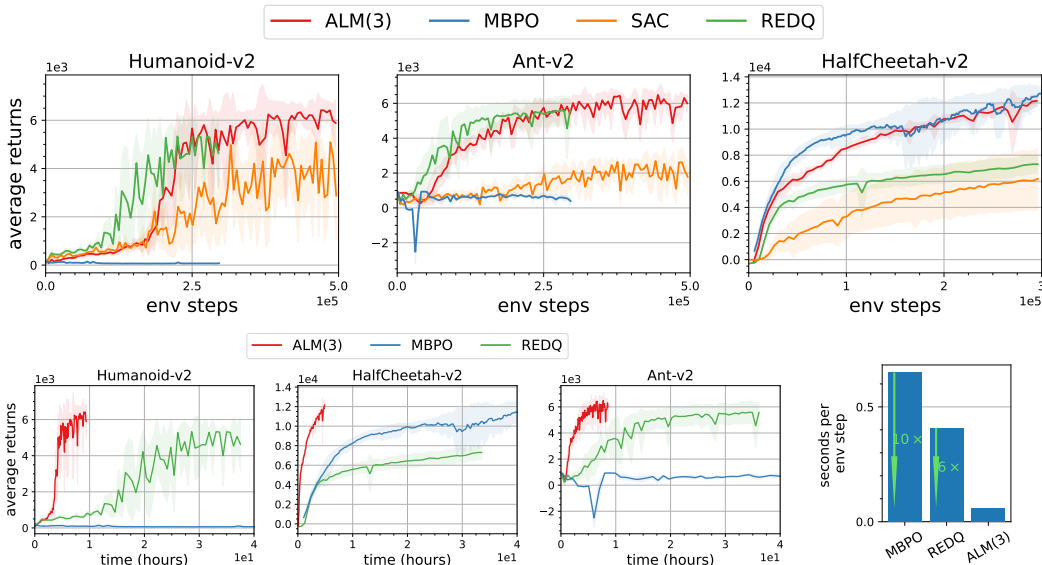 ALM(3) MBPO SAC REDQ
Humanoid-v2 Ant-v2 HalfCheetah-v2
1e3 1e3 1e4
average returns
6
4
2
0
0.0 2.5 5.0
1e5
env steps
6
4
2
0
−2
0.0 2.5 5.0
1e5
env steps
1.4
1.2
1.0
0.8
0.6
0.4
0.2
0.0
0 1 2 3
1e5
env steps
ALM(3) MBPO REDQ
Humanoid-v2 HalfCheetah-v2 Ant-v2
1e3 1e4 1e3
average returns
6
4
2
0
0 1 2 3 4
1e1
time (hours)
1.4
1.2
1.0
0.8
0.6
0.4
0.2
0.0
0 1 2 3 4
1e1
time (hours)
6
4
2
0
−2
0 1 2 3 4
1e1
time (hours)
seconds per
env step
0.5
0.0
10 ×
6 ×
MBPO REDQ ALM(3)